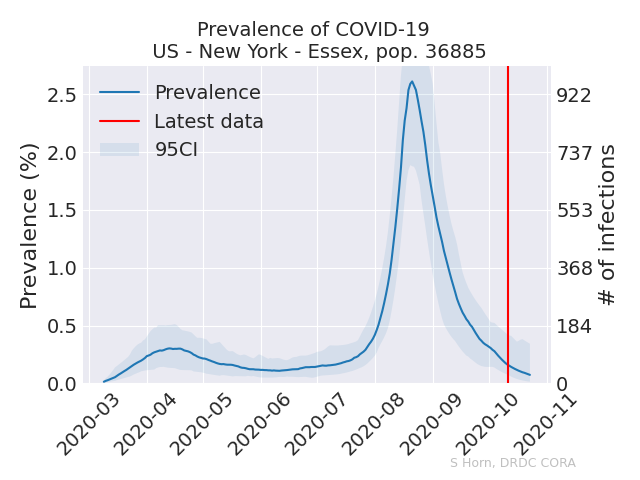 Prevalence of COVID-19
US - New York - Essex, pop. 36885
Prevalence
Latest data
95CI
Prevalence (%)
2.5
2.0
1.5
1.0
0.5
0.0
922
737
553
368
184
0
# of infections
2020-03
2020-04
2020-05
2020-06
2020-07
2020-08
2020-09
2020-10
2020-11
S Horn, DRDC CORA